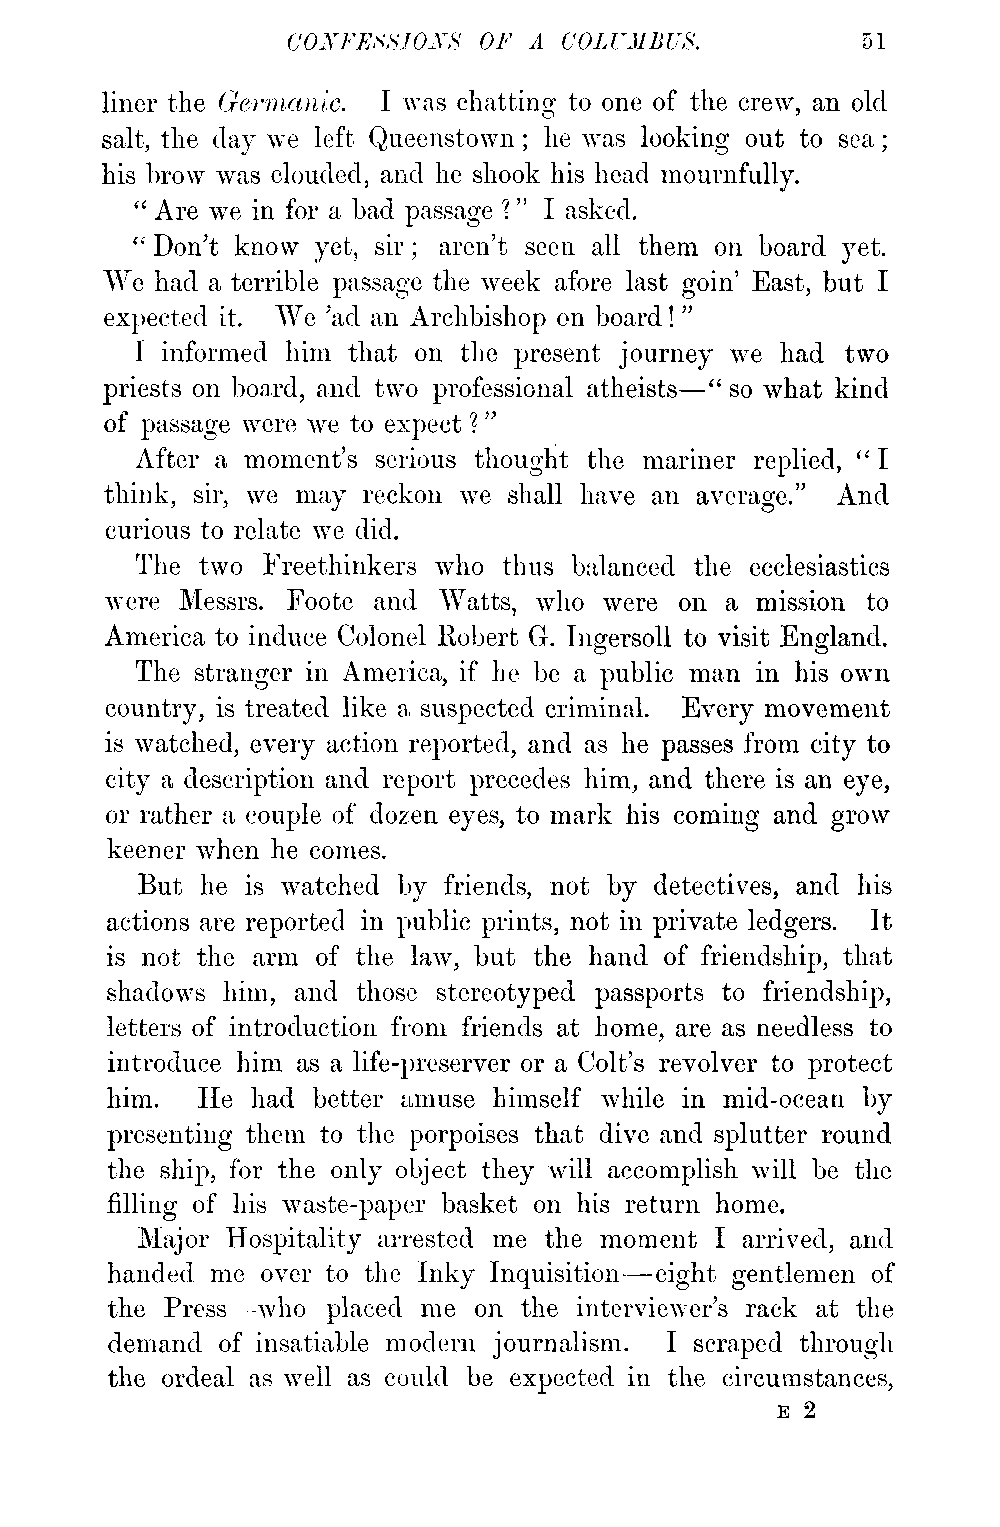 CONFESSIONS OF A COLUMBUS. 51
liner the Germanic. I was chatting to one of the crew, an old
salt, the day we left Queenstown; he was looking out to sea;
his brow was clouded, and he shook his head mournfully.
“Are we in for a bad passage?” I asked.
“Don’t know yet, sir; aren’t seen all them on board yet.
We had a terrible passage the week afore last goin’ East, but I
expected it. We ’ad an Archbishop on board!”
I informed him that on the present journey we had two
priests on board, and two professional atheists—“so what kind
of passage were we to expect?”
After a moment’s serious thought the mariner replied, “I
think, sir, we may reckon we shall have an average.” And
curious to relate we did.
The two Freethinkers who thus balanced the ecclesiastics
were Messrs. Foote and Watts, who were on a mission to
America to induce Colonel Robert G. Ingersoll to visit England.
The stranger in America, if he be a public man in his own
country, is treated like a suspected criminal. Every movement
is watched, every action reported, and as he passes from city to
city a description and report precedes him, and there is an eye,
or rather a couple of dozen eyes, to mark his coming and grow
keener when he comes.
But he is watched by friends, not by detectives, and his
actions are reported in public prints, not in private ledgers. It
is not the arm of the law, but the hand of friendship, that
shadows him, and those stereotyped passports to friendship,
letters of introduction from friends at home, are as needless to
introduce him as a life-preserver or a Colt’s revolver to protect
him. He had better amuse himself while in mid-ocean by
presenting them to the porpoises that dive and splutter round
the ship, for the only object they will accomplish will be the
filling of his waste-paper basket on his return home.
Major Hospitality arrested me the moment I arrived, and
handed me over to the Inky Inquisition—eight gentlemen of
the Press—who placed me on the interviewer’s rack at the
demand of insatiable modern journalism. I scraped through
the ordeal as well as could be expected in the circumstances,
E 2